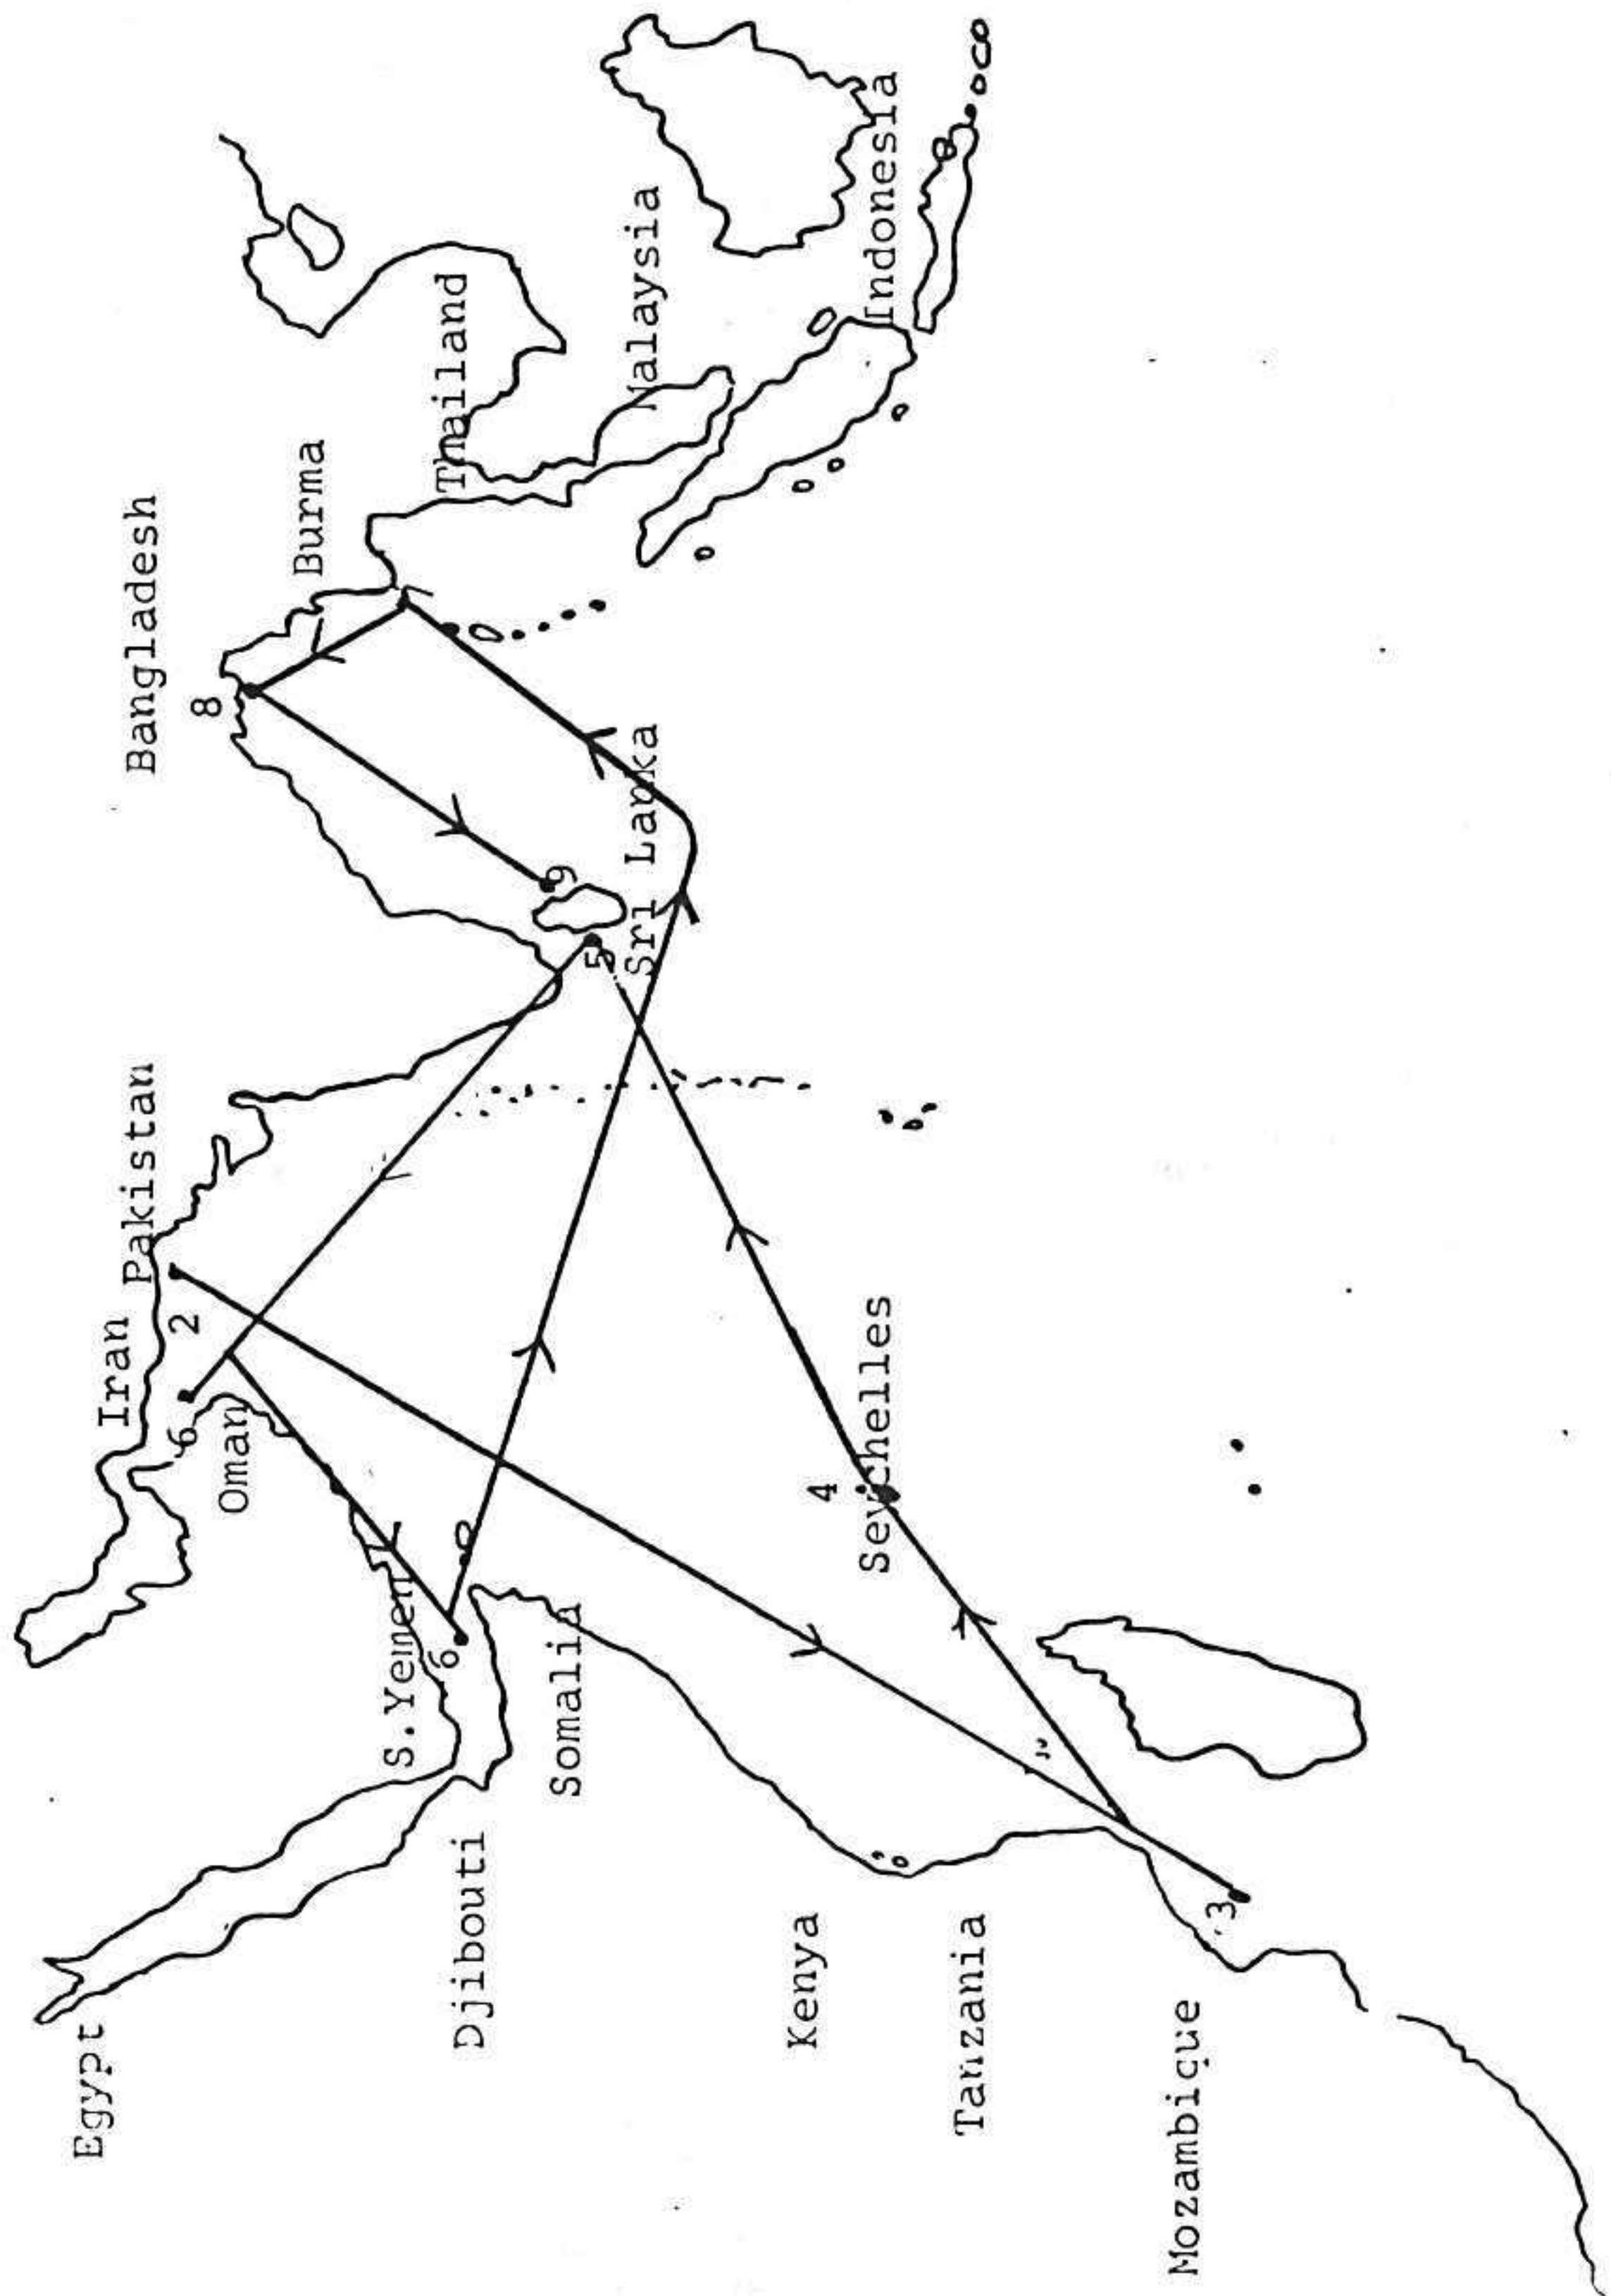 Egypt
Iran
Pakistan
Bangladesh
Burma
Thailand
Malaysia
Indonesia
Oman
S.Yemen
Djibouti
Somalia
Kenya
Tanzania
Mozambique
Seychelles
Sri Lanka
2
3
4
5
6
6
7
8
9